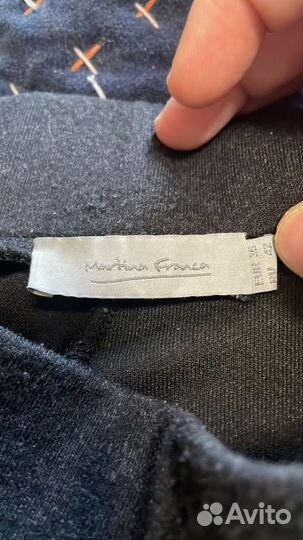 Martina Franca
EUR 36
RU 42
Avito